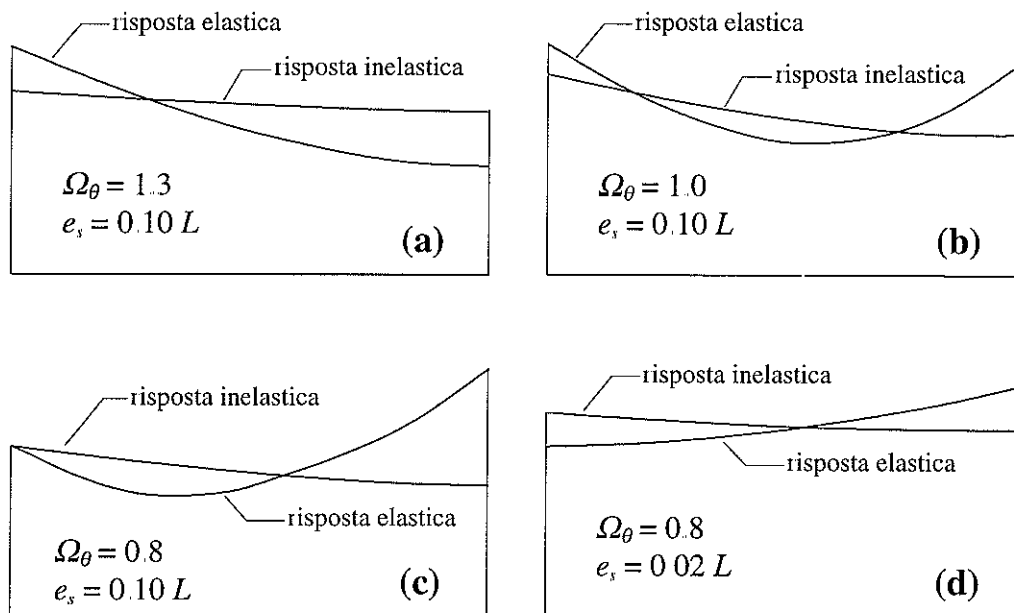 risposta elastica
risposta inelastica
Ω_θ = 1.3
e_s = 0.10 L
(a)
risposta elastica
risposta inelastica
Ω_θ = 1.0
e_s = 0.10 L
(b)
risposta inelastica
risposta elastica
Ω_θ = 0.8
e_s = 0.10 L
(c)
risposta inelastica
risposta elastica
Ω_θ = 0.8
e_s = 0 02 L
(d)